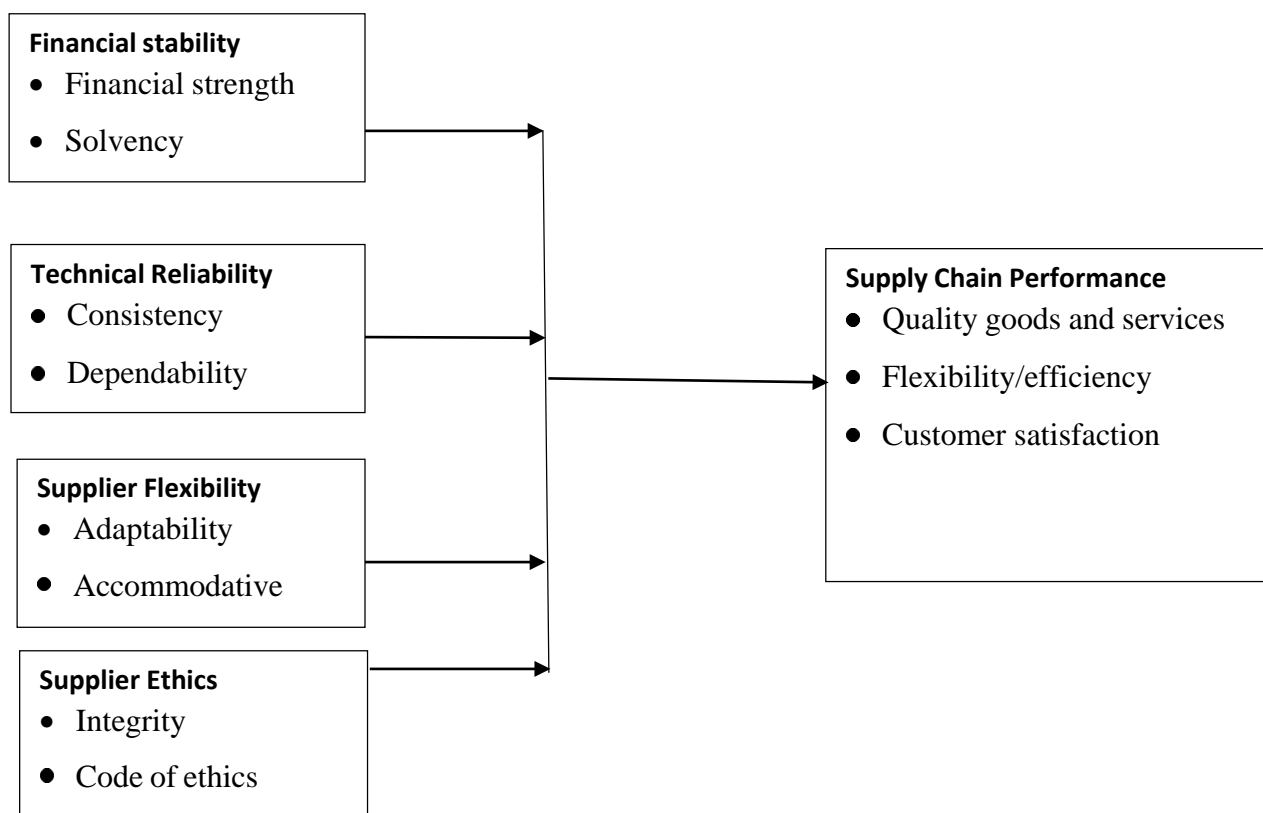 Financial stability
• Financial strength
• Solvency
Technical Reliability
• Consistency
• Dependability
Supplier Flexibility
• Adaptability
• Accommodative
Supplier Ethics
• Integrity
• Code of ethics
Supply Chain Performance
• Quality goods and services
• Flexibility/efficiency
• Customer satisfaction